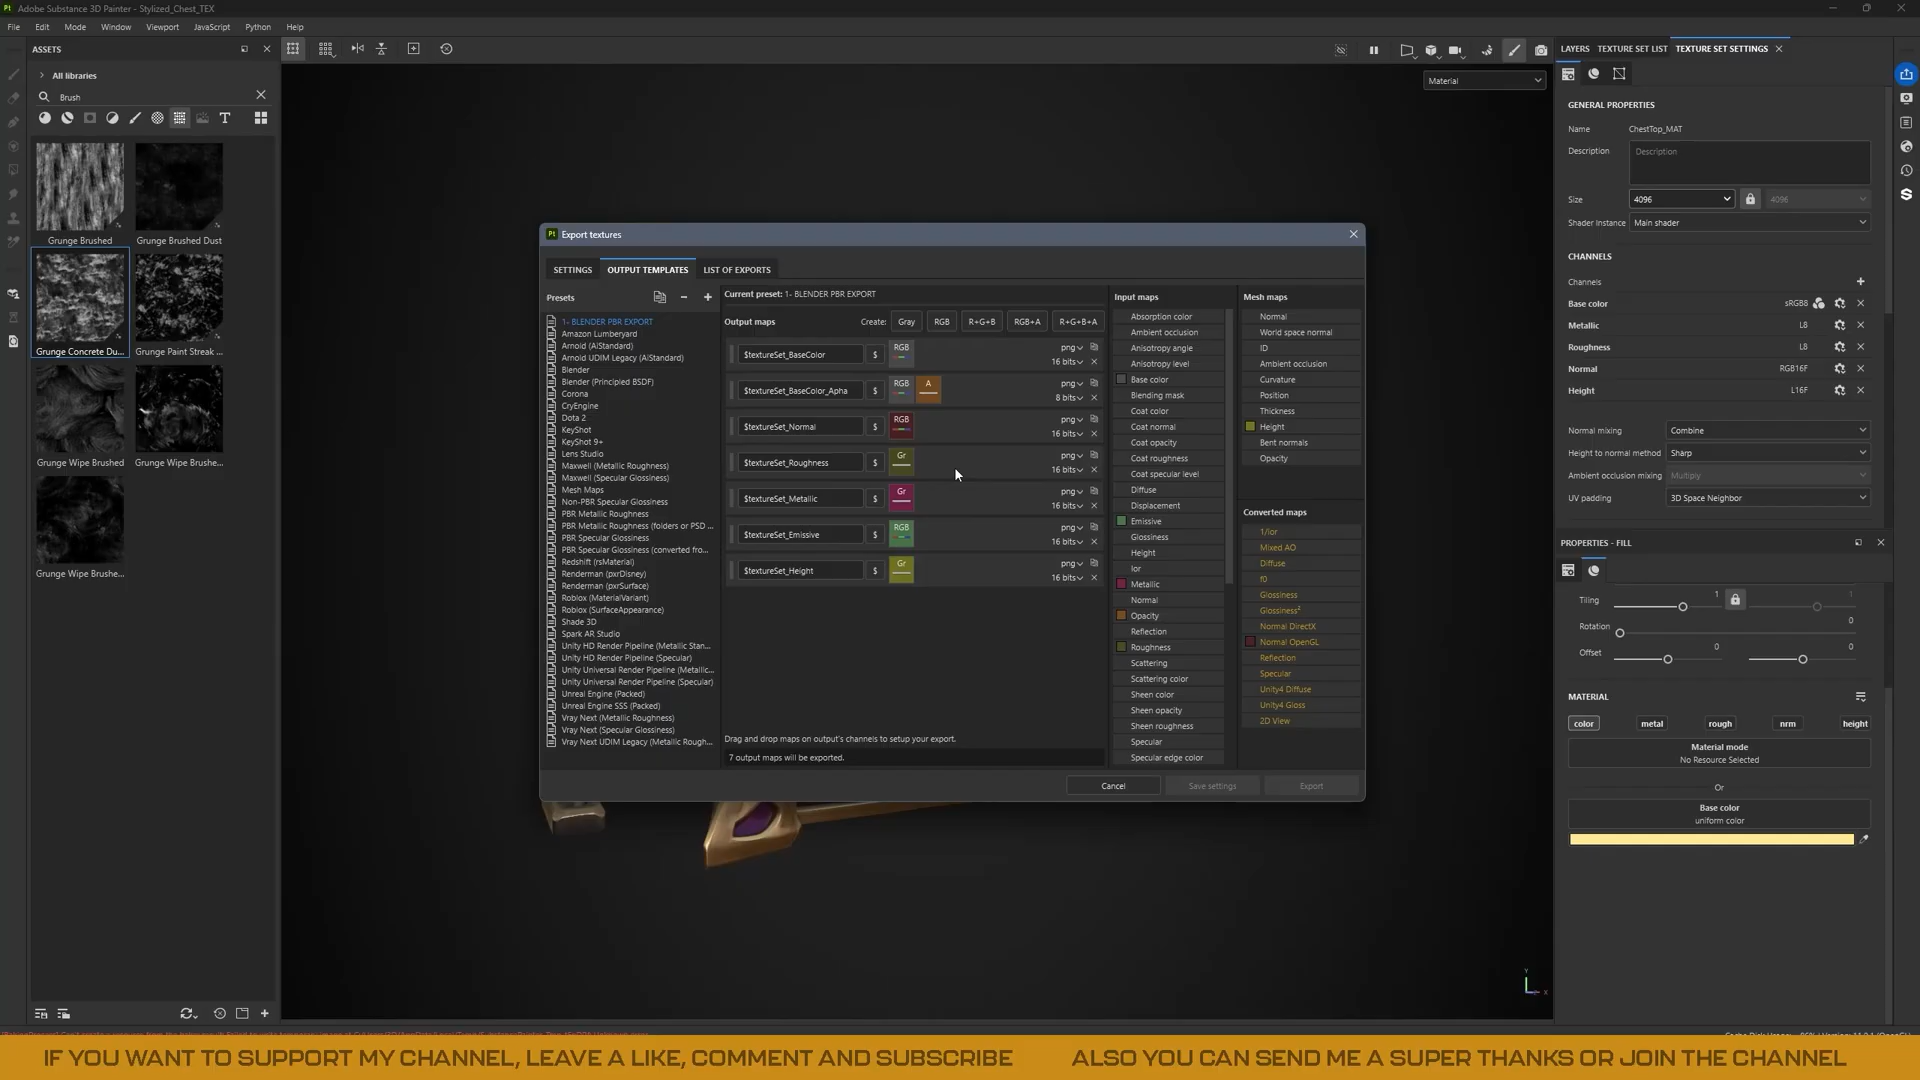 Adobe Substance 3D Painter - Stylized_Chest_TEX
File Edit Mode Window Viewport JavaScript Python Help
ASSETS
All libraries
Brush
Grunge Brushed
Grunge Brushed Dust
Grunge Concrete Du...
Grunge Paint Streak ...
Grunge Wipe Brushed
Grunge Wipe Brushe...
Grunge Wipe Brushe...
Material
Export textures
SETTINGS OUTPUT TEMPLATES LIST OF EXPORTS
Presets
1- BLENDER PBR EXPORT
Amazon Lumberyard
Arnold (AiStandard)
Arnold UDIM Legacy (AiStandard)
Blender
Blender (Principled BSDF)
Corona
CryEngine
Dota 2
KeyShot
KeyShot 9+
Lens Studio
Maxwell (Metallic Roughness)
Maxwell (Specular Glossiness)
Mesh Maps
Non-PBR Specular Glossiness
PBR Metallic Roughness
PBR Metallic Roughness (folders or PSD ...
PBR Specular Glossiness
PBR Specular Glossiness (converted fro...
Redshift (rsMaterial)
Renderman (pxrDisney)
Renderman (pxrSurface)
Roblox (MaterialVariant)
Roblox (SurfaceAppearance)
Shade 3D
Spark AR Studio
Unity HD Render Pipeline (Metallic Stan...
Unity HD Render Pipeline (Specular)
Unity Universal Render Pipeline (Metallic...
Unity Universal Render Pipeline (Specular)
Unreal Engine (Packed)
Unreal Engine SSS (Packed)
Vray Next (Metallic Roughness)
Vray Next (Specular Glossiness)
Vray Next UDIM Legacy (Metallic Rough...
Current preset: 1- BLENDER PBR EXPORT
Output maps Create: Gray RGB R+G+B RGB+A R+G+B+A
$textureSet_BaseColor $ RGB png 16 bits
$textureSet_BaseColor_Apha $ RGB A png 8 bits
$textureSet_Normal $ RGB png 16 bits
$textureSet_Roughness $ Gr png 16 bits
$textureSet_Metallic $ Gr png 16 bits
$textureSet_Emissive $ RGB png 16 bits
$textureSet_Height $ Gr png 16 bits
Drag and drop maps on output's channels to setup your export.
7 output maps will be exported.
Input maps
Absorption color
Ambient occlusion
Anisotropy angle
Anisotropy level
Base color
Blending mask
Coat color
Coat normal
Coat opacity
Coat roughness
Coat specular level
Diffuse
Displacement
Emissive
Glossiness
Height
Ior
Metallic
Normal
Opacity
Reflection
Roughness
Scattering
Scattering color
Sheen color
Sheen opacity
Sheen roughness
Specular
Specular edge color
Mesh maps
Normal
World space normal
ID
Ambient occlusion
Curvature
Position
Thickness
Height
Bent normals
Opacity
Converted maps
1/ior
Mixed AO
Diffuse
f0
Glossiness
Glossiness²
Normal DirectX
Normal OpenGL
Reflection
Specular
Unity4 Diffuse
Unity4 Gloss
2D View
Cancel Save settings Export
LAYERS TEXTURE SET LIST TEXTURE SET SETTINGS
GENERAL PROPERTIES
Name ChestTop_MAT
Description Description
Size 4096 4096
Shader Instance Main shader
CHANNELS
Channels
Base color sRGB8
Metallic L8
Roughness L8
Normal RGB16F
Height L16F
Normal mixing Combine
Height to normal method Sharp
Ambient occlusion mixing Multiply
UV padding 3D Space Neighbor
PROPERTIES - FILL
Tiling 1 1
Rotation 0
Offset 0 0
MATERIAL
color metal rough nrm height
Material mode
No Resource Selected
Or
Base color
uniform color
Y
X
IF YOU WANT TO SUPPORT MY CHANNEL, LEAVE A LIKE, COMMENT AND SUBSCRIBE ALSO YOU CAN SEND ME A SUPER THANKS OR JOIN THE CHANNEL